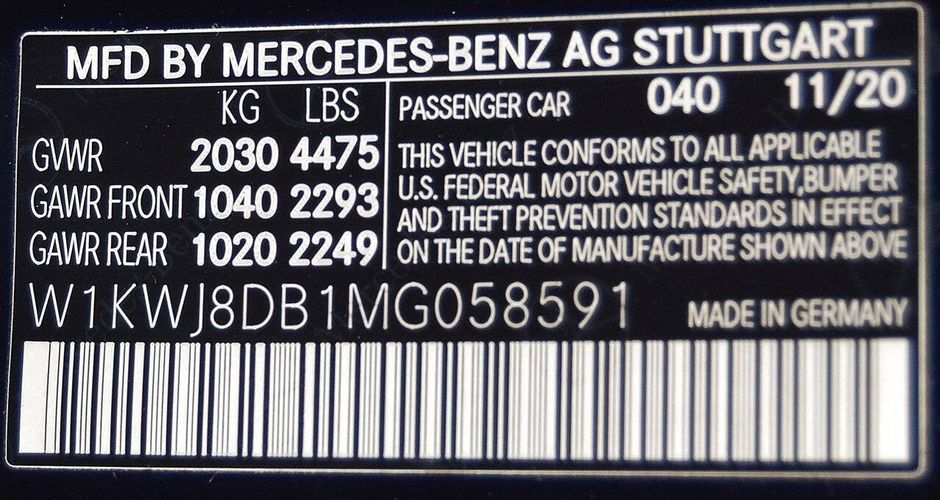 MFD BY MERCEDES-BENZ AG STUTTGART
KG LBS
GVWR 2030 4475
GAWR FRONT 1040 2293
GAWR REAR 1020 2249
PASSENGER CAR 040 11/20
THIS VEHICLE CONFORMS TO ALL APPLICABLE
U.S. FEDERAL MOTOR VEHICLE SAFETY,BUMPER
AND THEFT PREVENTION STANDARDS IN EFFECT
ON THE DATE OF MANUFACTURE SHOWN ABOVE
W1KWJ8DB1MG058591
MADE IN GERMANY